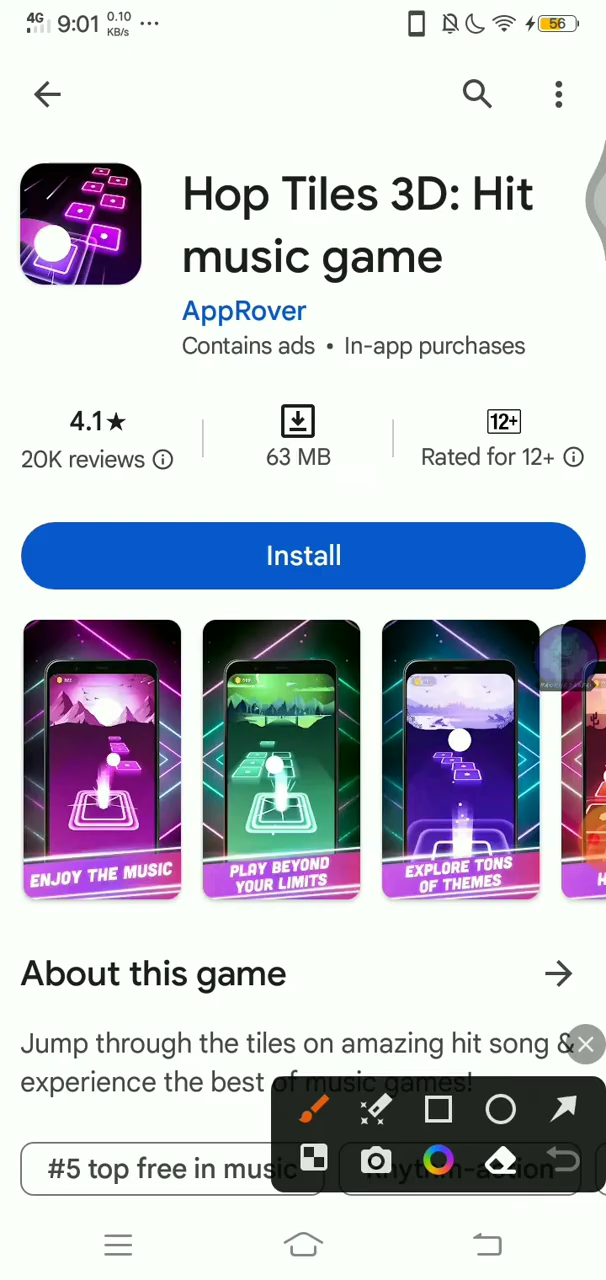 4G 9:01 0.10 KB/s ... 56
Hop Tiles 3D: Hit
music game
AppRover
Contains ads • In-app purchases
4.1★
20K reviews
63 MB
12+
Rated for 12+
Install
ENJOY THE MUSIC
PLAY BEYOND
YOUR LIMITS
EXPLORE TONS
OF THEMES
H
About this game
Jump through the tiles on amazing hit song &
experience the best of music games!
#5 top free in music
Rhythm-action